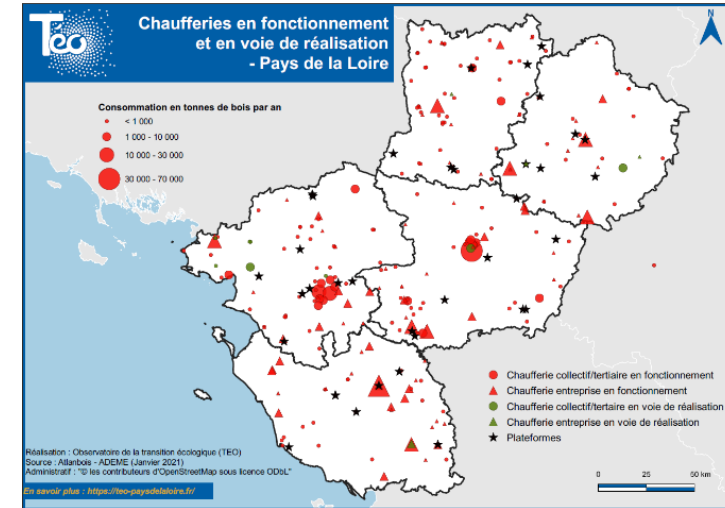 Teo
Chaufferies en fonctionnement
et en voie de réalisation
- Pays de la Loire
N
Consommation en tonnes de bois par an
< 1 000
1 000 - 10 000
10 000 - 30 000
30 000 - 70 000
Chaufferie collectif/tertiaire en fonctionnement
Chaufferie entreprise en fonctionnement
Chaufferie collectif/tertaire en voie de réalisation
Chaufferie entreprise en voie de réalisation
Plateformes
Réalisation : Observatoire de la transition écologique (TEO)
Source : Atlanbois - ADEME (Janvier 2021)
Administratif : "© les contributeurs d'OpenStreetMap sous licence ODbL"
En savoir plus : https://teo-paysdelaloire.fr/
0 25 50 km